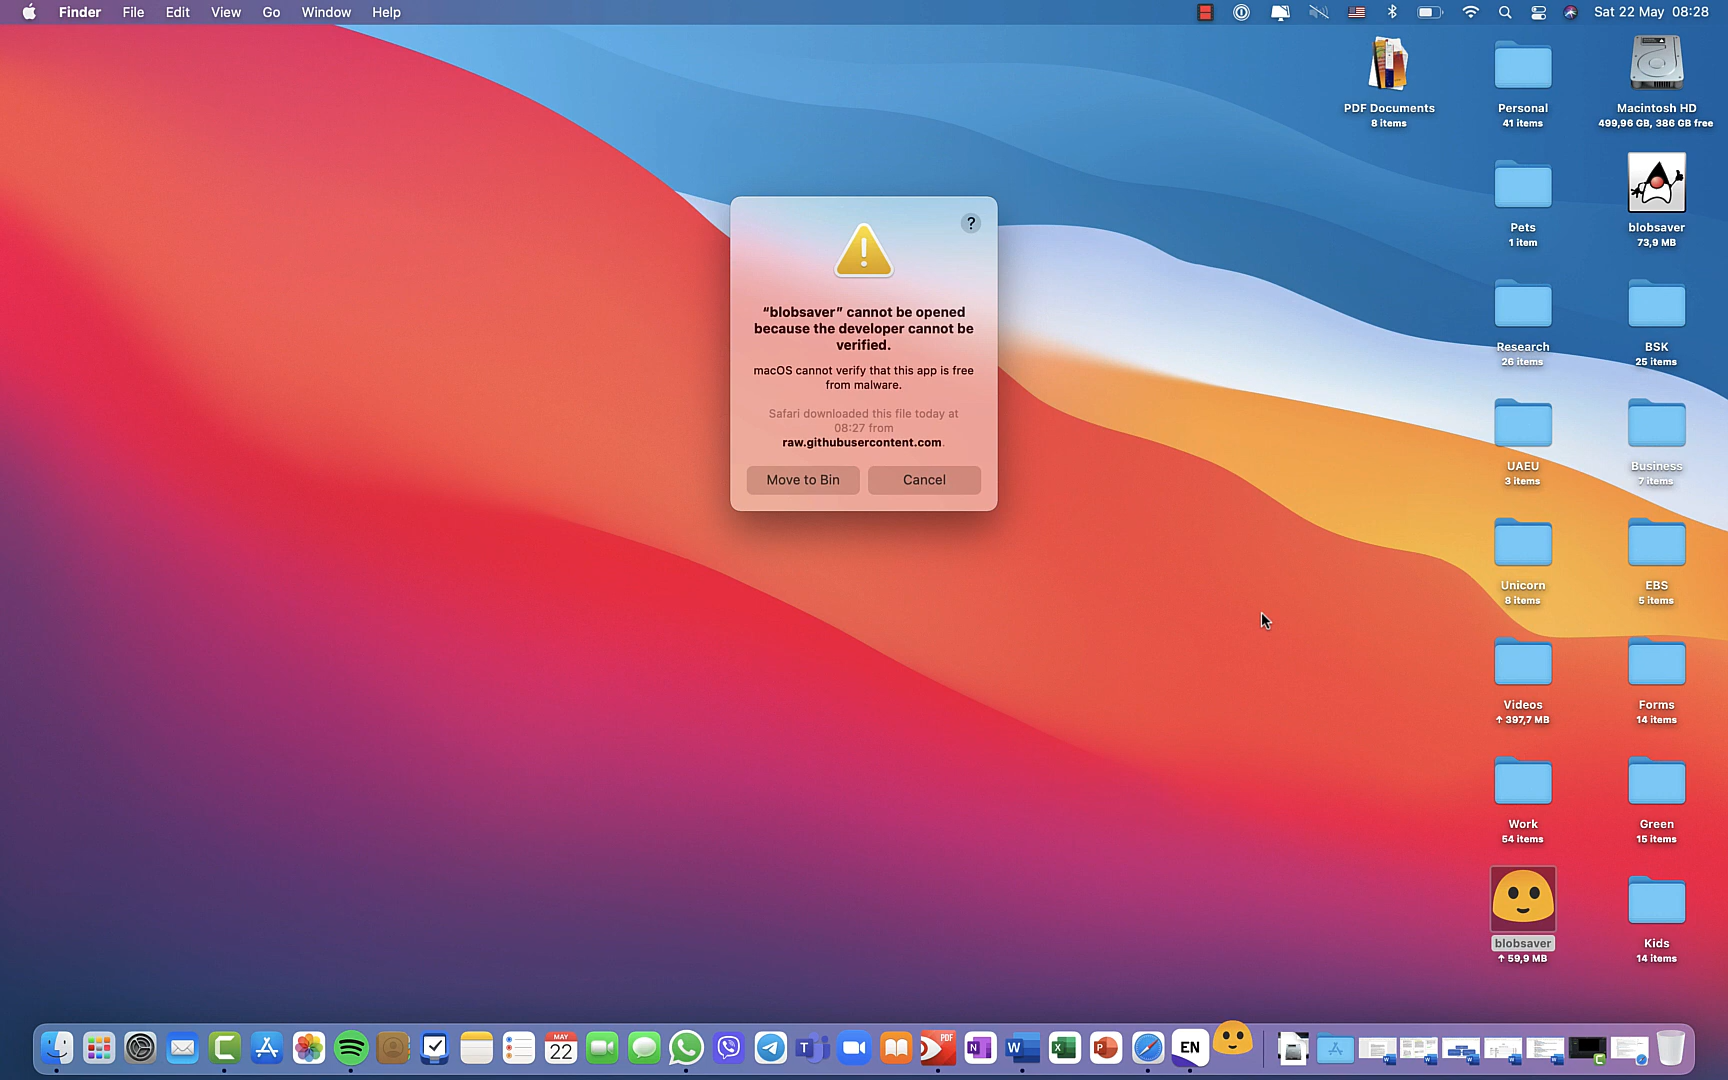 Finder File Edit View Go Window Help
Sat 22 May 08:28
PDF Documents
8 items
Personal
41 items
Macintosh HD
499,96 GB, 386 GB free
Pets
1 item
blobsaver
73,9 MB
?
“blobsaver” cannot be opened
because the developer cannot be
verified.
macOS cannot verify that this app is free
from malware.
Safari downloaded this file today at
08:27 from
raw.githubusercontent.com.
Move to Bin
Cancel
Research
26 items
BSK
25 items
UAEU
3 items
Business
7 items
Unicorn
8 items
EBS
5 items
Videos
↑ 397,7 MB
Forms
14 items
Work
54 items
Green
15 items
blobsaver
↑ 59,9 MB
Kids
14 items
MAY
22
PDF
N
W
X
P
EN